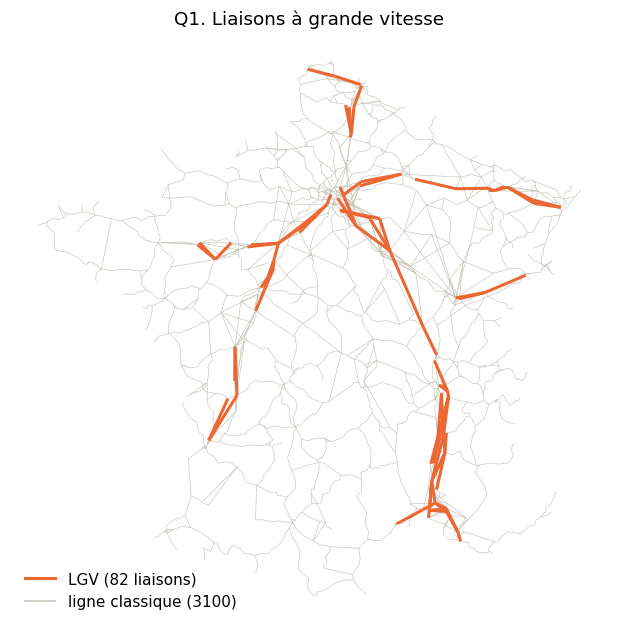 Q1. Liaisons à grande vitesse
LGV (82 liaisons)
ligne classique (3100)